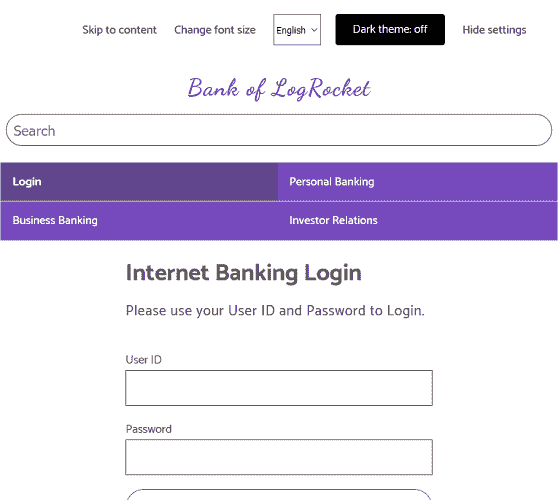 Skip to content Change font size English Dark theme: off Hide settings
Bank of LogRocket
Search
Login Personal Banking
Business Banking Investor Relations
Internet Banking Login
Please use your User ID and Password to Login.
User ID
Password